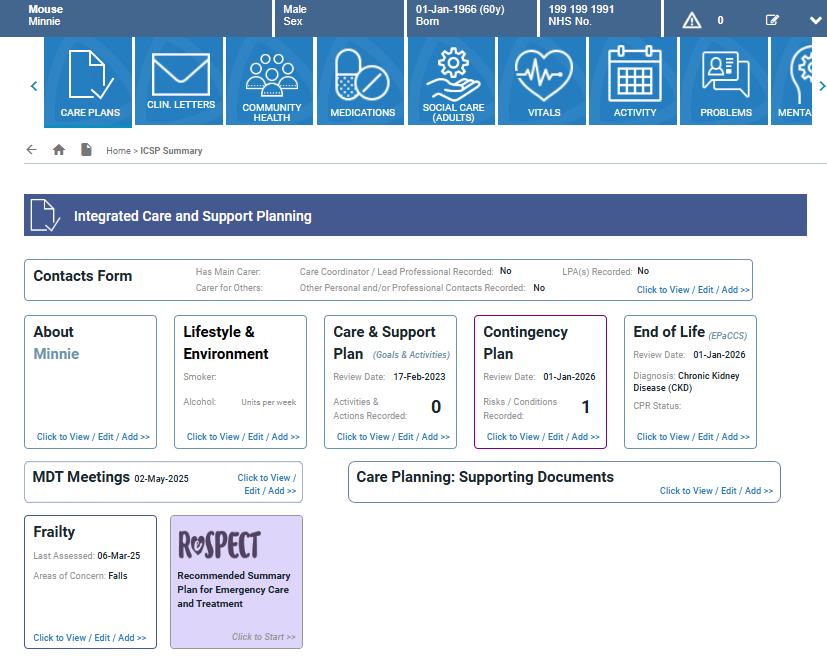 Mouse
Minnie
Male
Sex
01-Jan-1966 (60y)
Born
199 199 1991
NHS No.
0
CARE PLANS
CLIN. LETTERS
COMMUNITY
HEALTH
MEDICATIONS
SOCIAL CARE
(ADULTS)
VITALS
ACTIVITY
PROBLEMS
MENTA
Home > ICSP Summary
Integrated Care and Support Planning
Contacts Form
Has Main Carer:
Care Coordinator / Lead Professional Recorded: No
LPA(s) Recorded: No
Carer for Others:
Other Personal and/or Professional Contacts Recorded: No
Click to View / Edit / Add >>
About
Minnie
Click to View / Edit / Add >>
Lifestyle &
Environment
Smoker:
Alcohol: Units per week
Click to View / Edit / Add >>
Care & Support
Plan (Goals & Activities)
Review Date: 17-Feb-2023
Activities &
Actions Recorded: 0
Click to View / Edit / Add >>
Contingency
Plan
Review Date: 01-Jan-2026
Risks / Conditions
Recorded: 1
Click to View / Edit / Add >>
End of Life (EPaCCS)
Review Date: 01-Jan-2026
Diagnosis: Chronic Kidney
Disease (CKD)
CPR Status:
Click to View / Edit / Add >>
MDT Meetings 02-May-2025
Click to View /
Edit / Add >>
Care Planning: Supporting Documents
Click to View / Edit / Add >>
Frailty
Last Assessed: 06-Mar-25
Areas of Concern: Falls
Click to View / Edit / Add >>
ReSPECT
Recommended Summary
Plan for Emergency Care
and Treatment
Click to Start >>